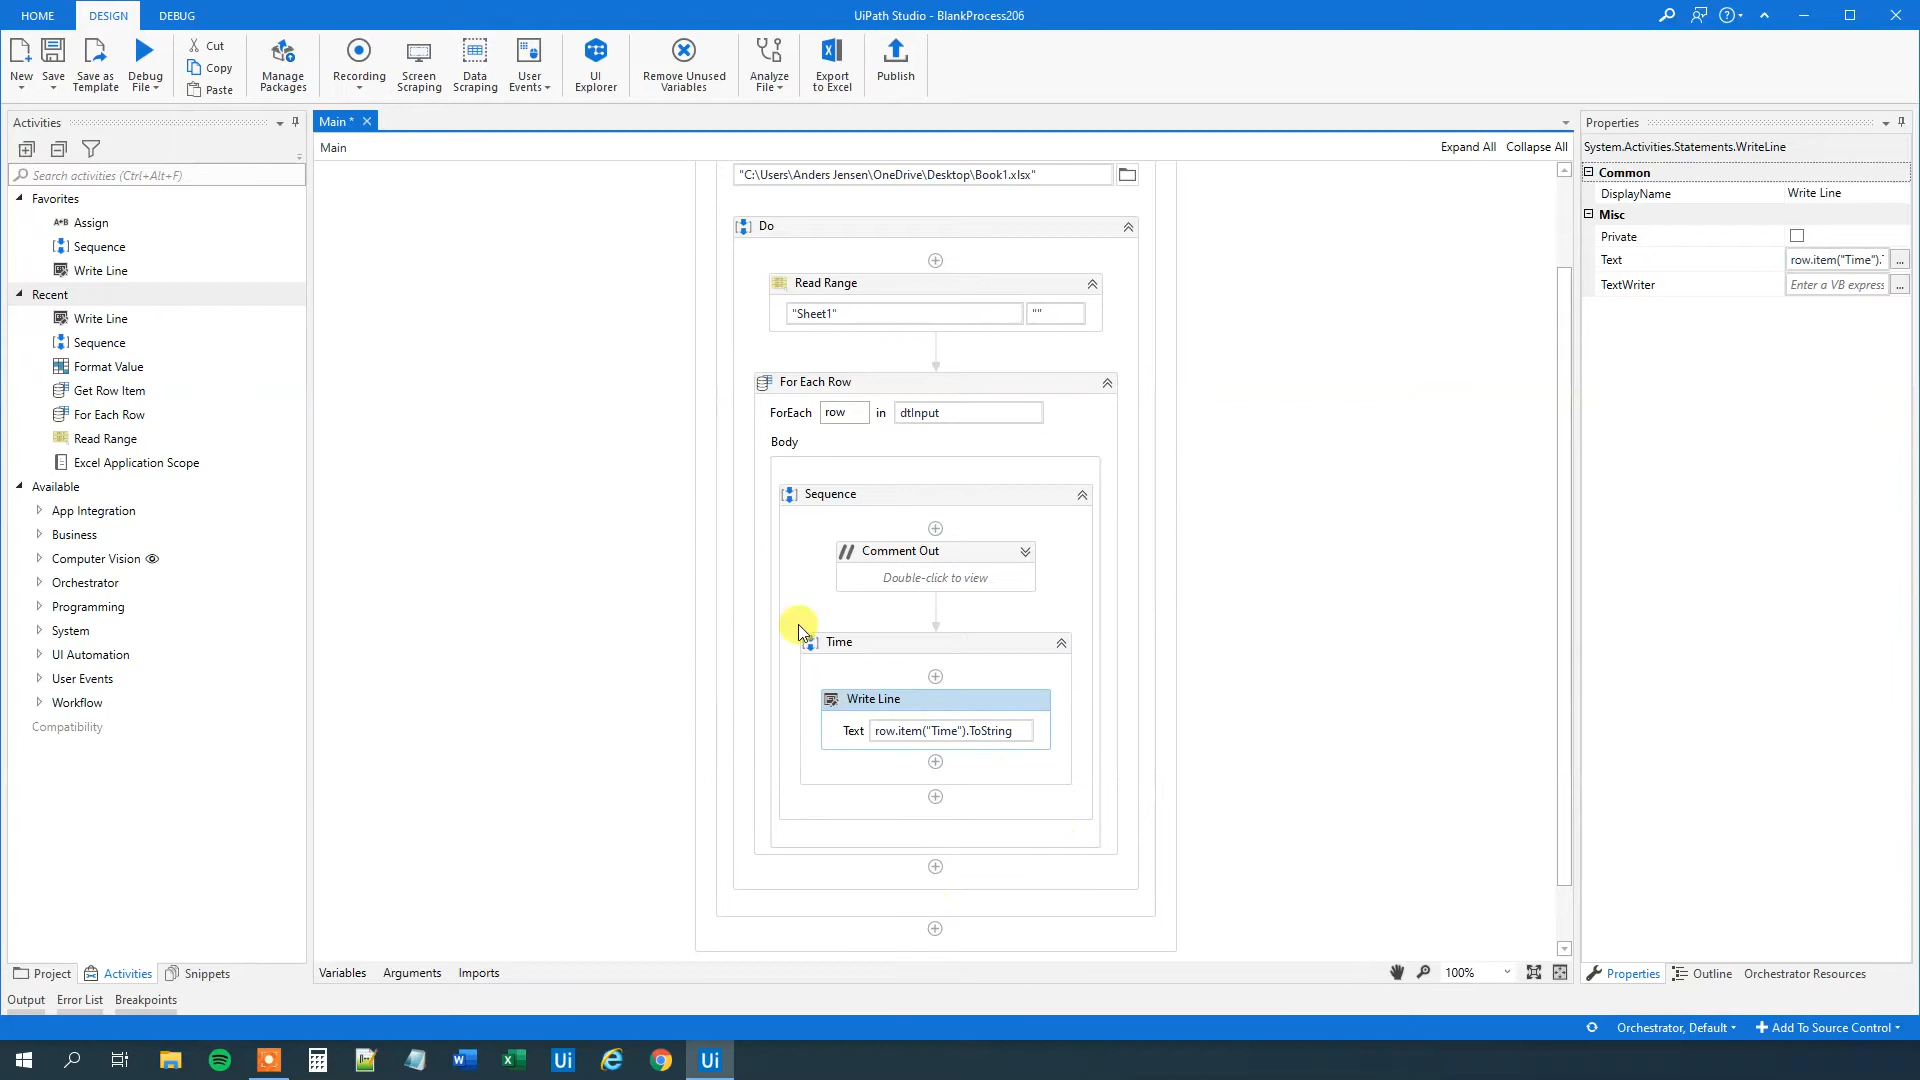 HOME DESIGN DEBUG
UiPath Studio - BlankProcess206
New Save Save as Template Debug File
Cut
Copy
Paste
Manage Packages
Recording Screen Scraping Data Scraping User Events
UI Explorer
Remove Unused Variables
Analyze File
Export to Excel
Publish
Activities
Search activities (Ctrl+Alt+F)
Favorites
Assign
Sequence
Write Line
Recent
Write Line
Sequence
Format Value
Get Row Item
For Each Row
Read Range
Excel Application Scope
Available
App Integration
Business
Computer Vision
Orchestrator
Programming
System
UI Automation
User Events
Workflow
Compatibility
Project Activities Snippets
Main *
Main
Expand All Collapse All
"C:\Users\Anders Jensen\OneDrive\Desktop\Book1.xlsx"
Do
Read Range
"Sheet1" ""
For Each Row
ForEach row in dtInput
Body
Sequence
// Comment Out
Double-click to view
Time
Write Line
Text row.item("Time").ToString
Variables Arguments Imports
100%
Properties
System.Activities.Statements.WriteLine
Common
DisplayName Write Line
Misc
Private
Text row.item("Time"). ...
TextWriter Enter a VB express ...
Properties Outline Orchestrator Resources
Output Error List Breakpoints
Orchestrator, Default Add To Source Control
Ui Ui